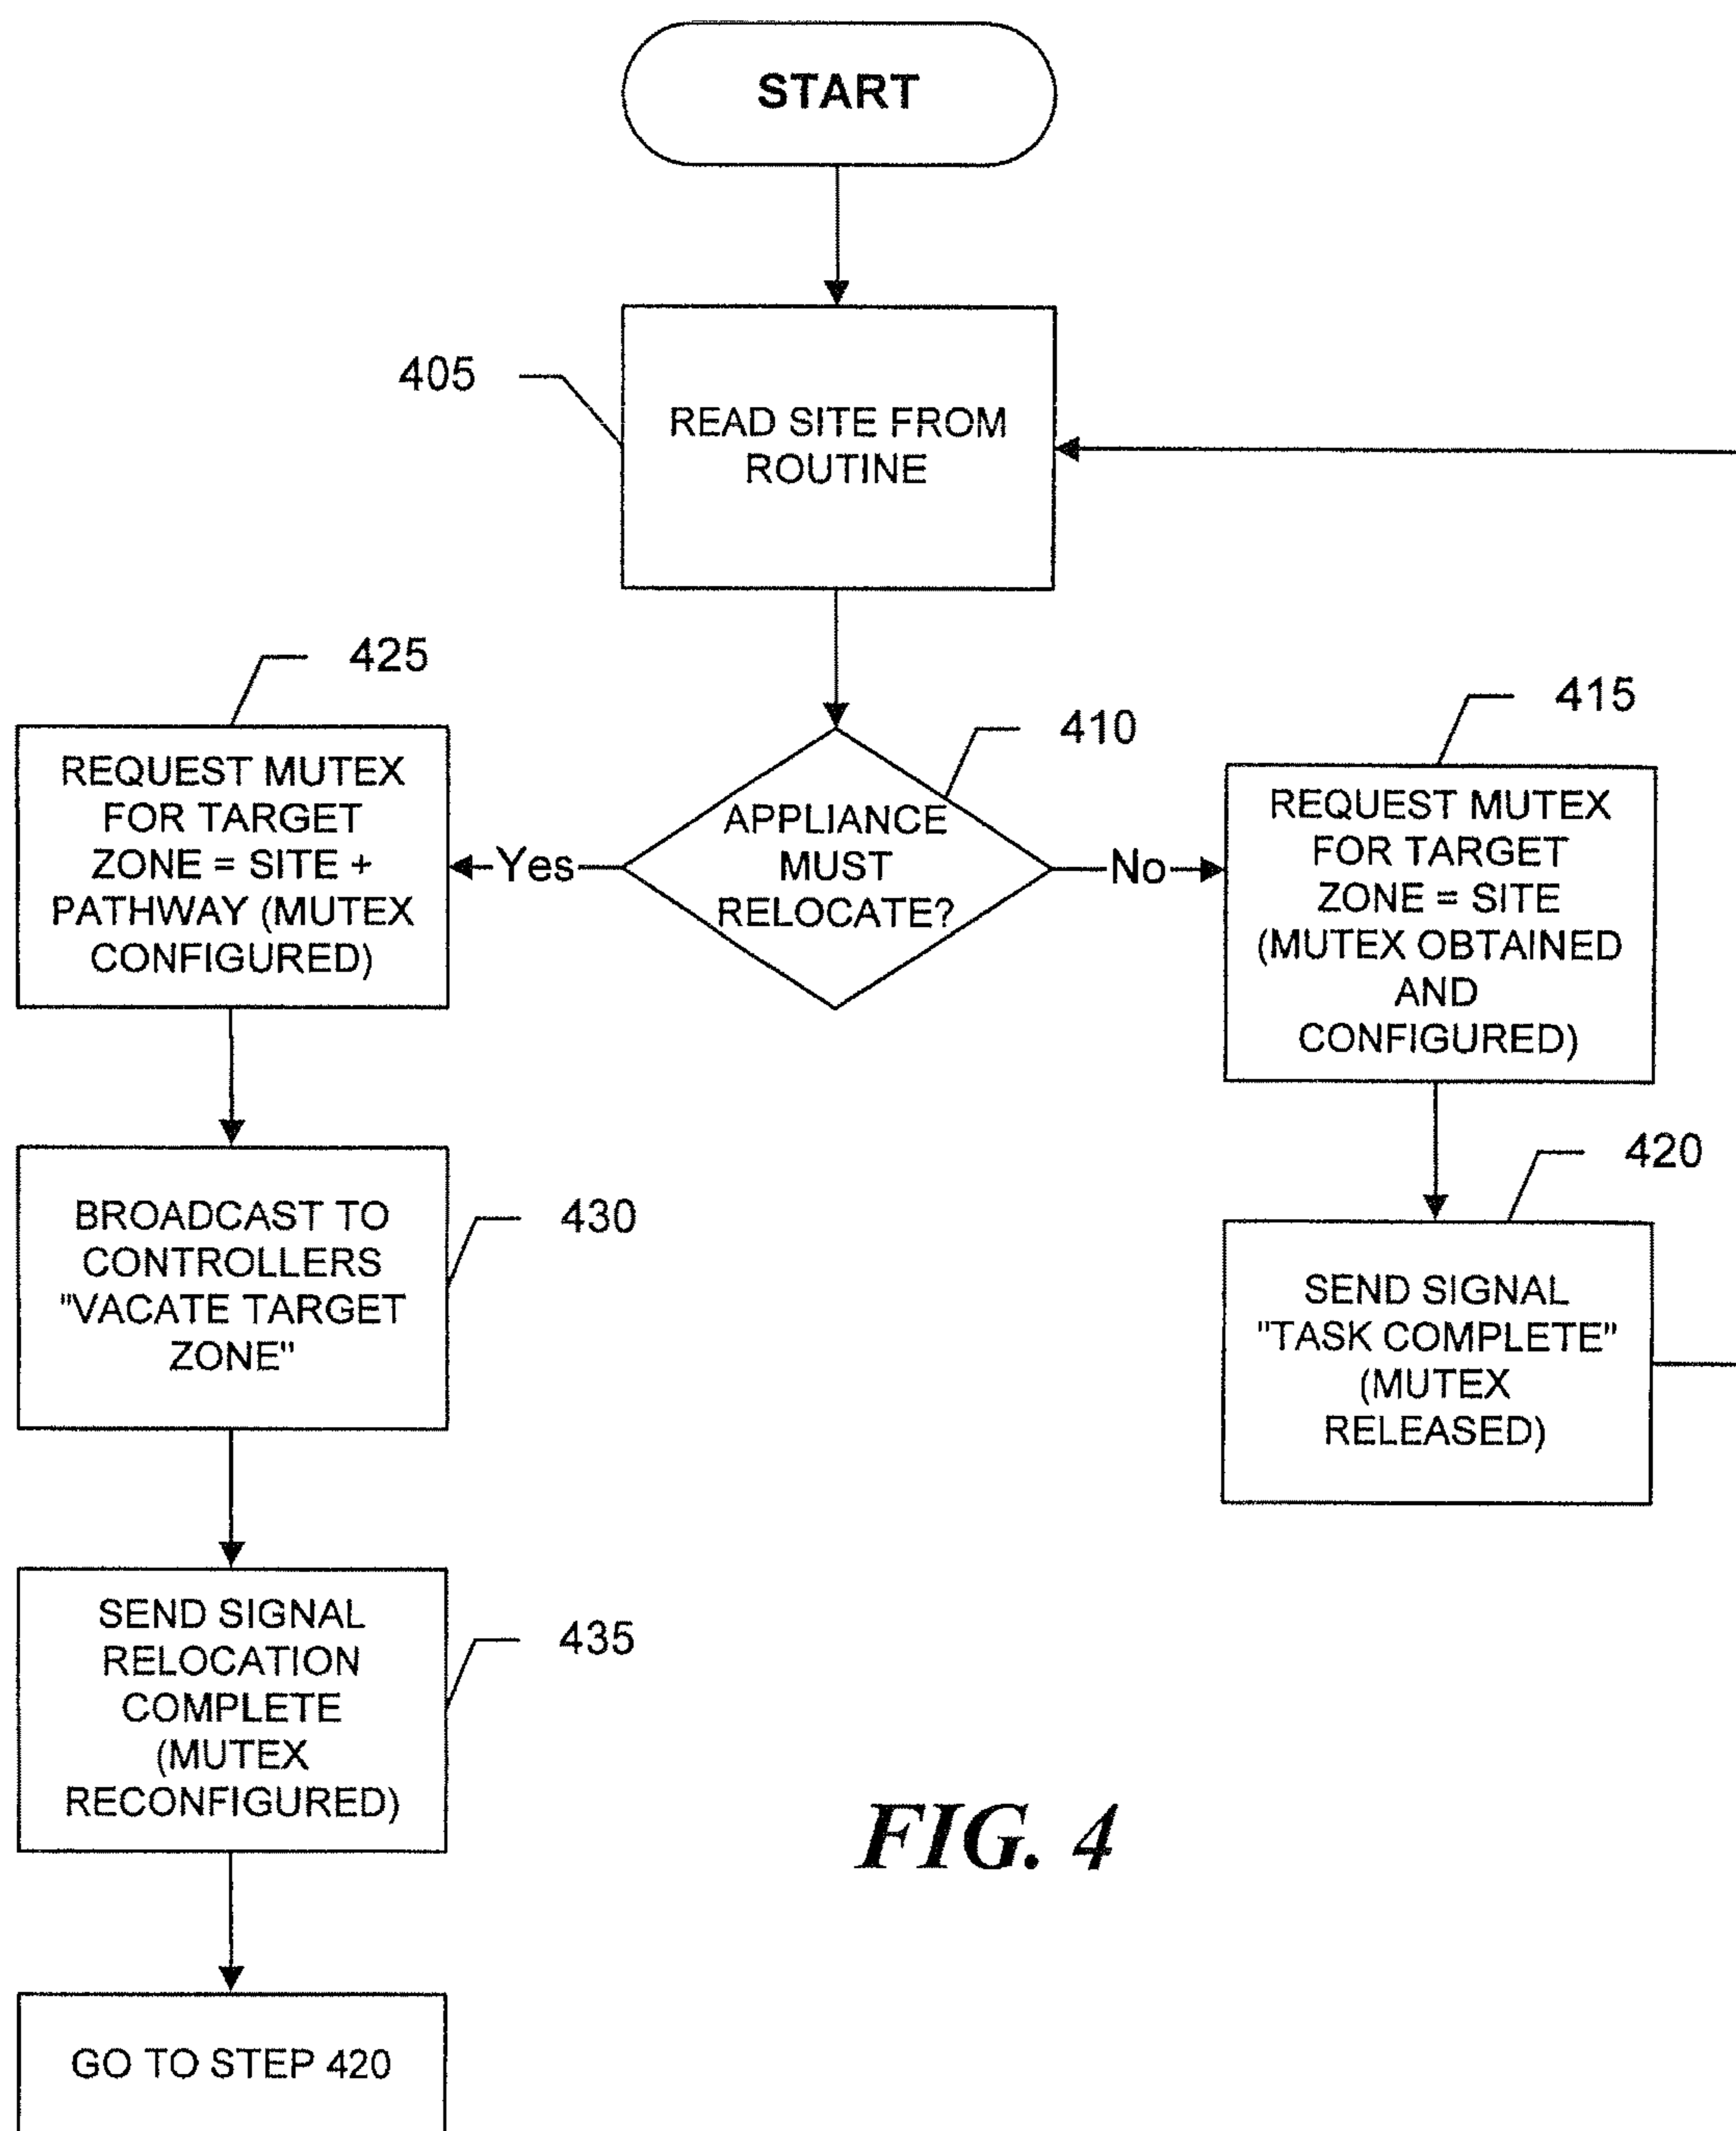 START
405
READ SITE FROM
ROUTINE
425
REQUEST MUTEX
FOR TARGET
ZONE = SITE +
PATHWAY (MUTEX
CONFIGURED)
Yes
410
APPLIANCE
MUST
RELOCATE?
No
415
REQUEST MUTEX
FOR TARGET
ZONE = SITE
(MUTEX OBTAINED
AND
CONFIGURED)
430
BROADCAST TO
CONTROLLERS
"VACATE TARGET
ZONE"
420
SEND SIGNAL
"TASK COMPLETE"
(MUTEX
RELEASED)
435
SEND SIGNAL
RELOCATION
COMPLETE
(MUTEX
RECONFIGURED)
GO TO STEP 420
FIG. 4